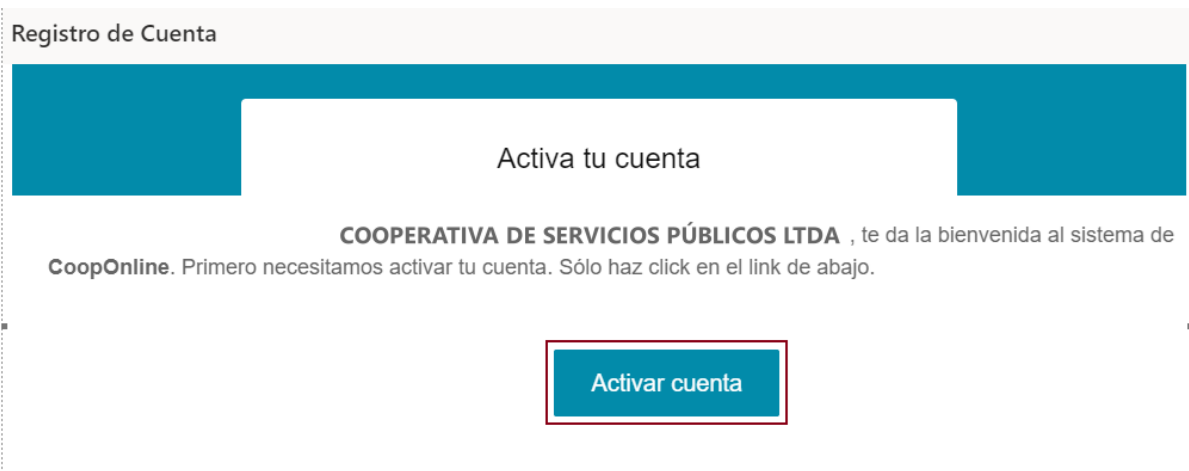 Registro de Cuenta
Activa tu cuenta
COOPERATIVA DE SERVICIOS PÚBLICOS LTDA , te da la bienvenida al sistema de
CoopOnline. Primero necesitamos activar tu cuenta. Sólo haz click en el link de abajo.
Activar cuenta